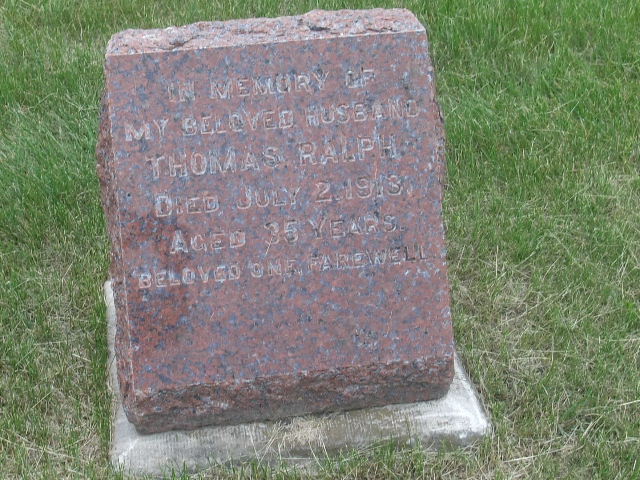 IN MEMORY OF
MY BELOVED HUSBAND
THOMAS RALPH
DIED JULY 2, 1913,
AGED 35 YEARS.
BELOVED ONE, FAREWELL